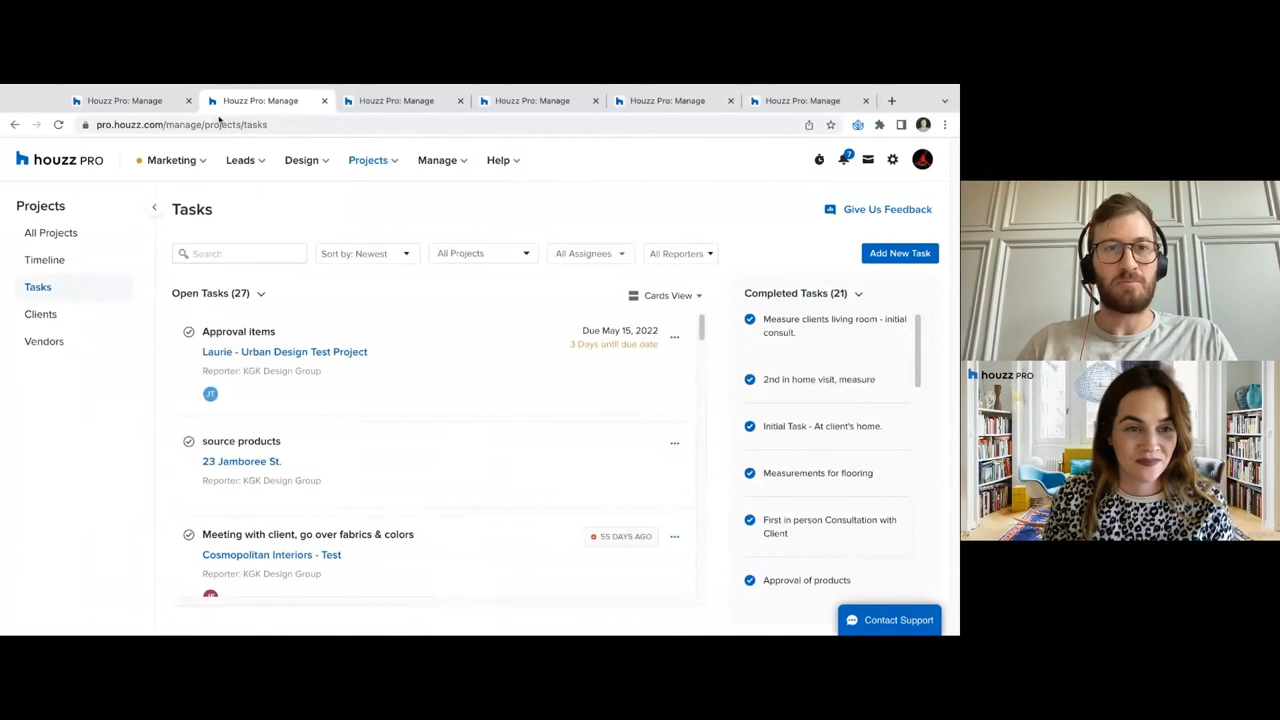 Houzz Pro: Manage
Houzz Pro: Manage
Houzz Pro: Manage
Houzz Pro: Manage
Houzz Pro: Manage
Houzz Pro: Manage
pro.houzz.com/manage/projects/tasks
houzz PRO
Marketing
Leads
Design
Projects
Manage
Help
7
Projects
All Projects
Timeline
Tasks
Clients
Vendors
Tasks
Give Us Feedback
Search
Sort by: Newest
All Projects
All Assignees
All Reporters
Add New Task
Open Tasks (27)
Cards View
Approval items
Due May 15, 2022
3 Days until due date
Laurie - Urban Design Test Project
Reporter: KGK Design Group
JT
source products
23 Jamboree St.
Reporter: KGK Design Group
Meeting with client, go over fabrics & colors
55 DAYS AGO
Cosmopolitan Interiors - Test
Reporter: KGK Design Group
Completed Tasks (21)
Measure clients living room - initial
consult.
2nd in home visit, measure
Initial Task - At client's home.
Measurements for flooring
First in person Consultation with
Client
Approval of products
Contact Support
houzz PRO